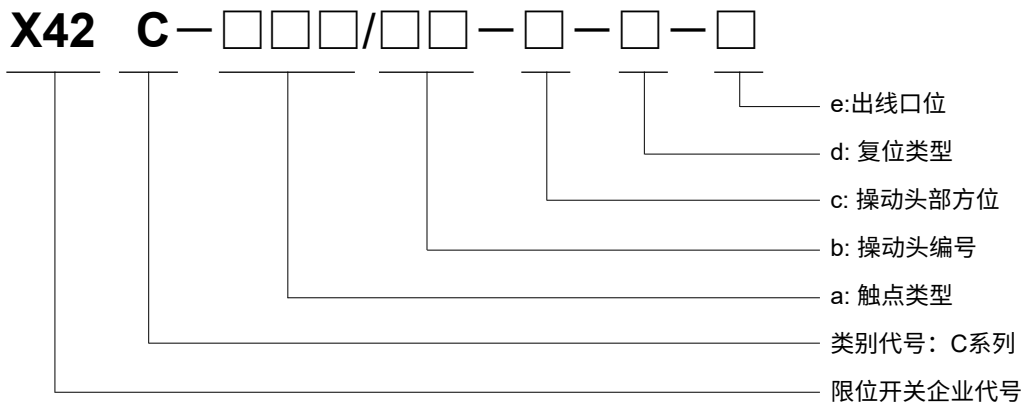 X42 C－□□□/□□－□－□－□
e:出线口位
d: 复位类型
c: 操动头部方位
b: 操动头编号
a: 触点类型
类别代号：C系列
限位开关企业代号